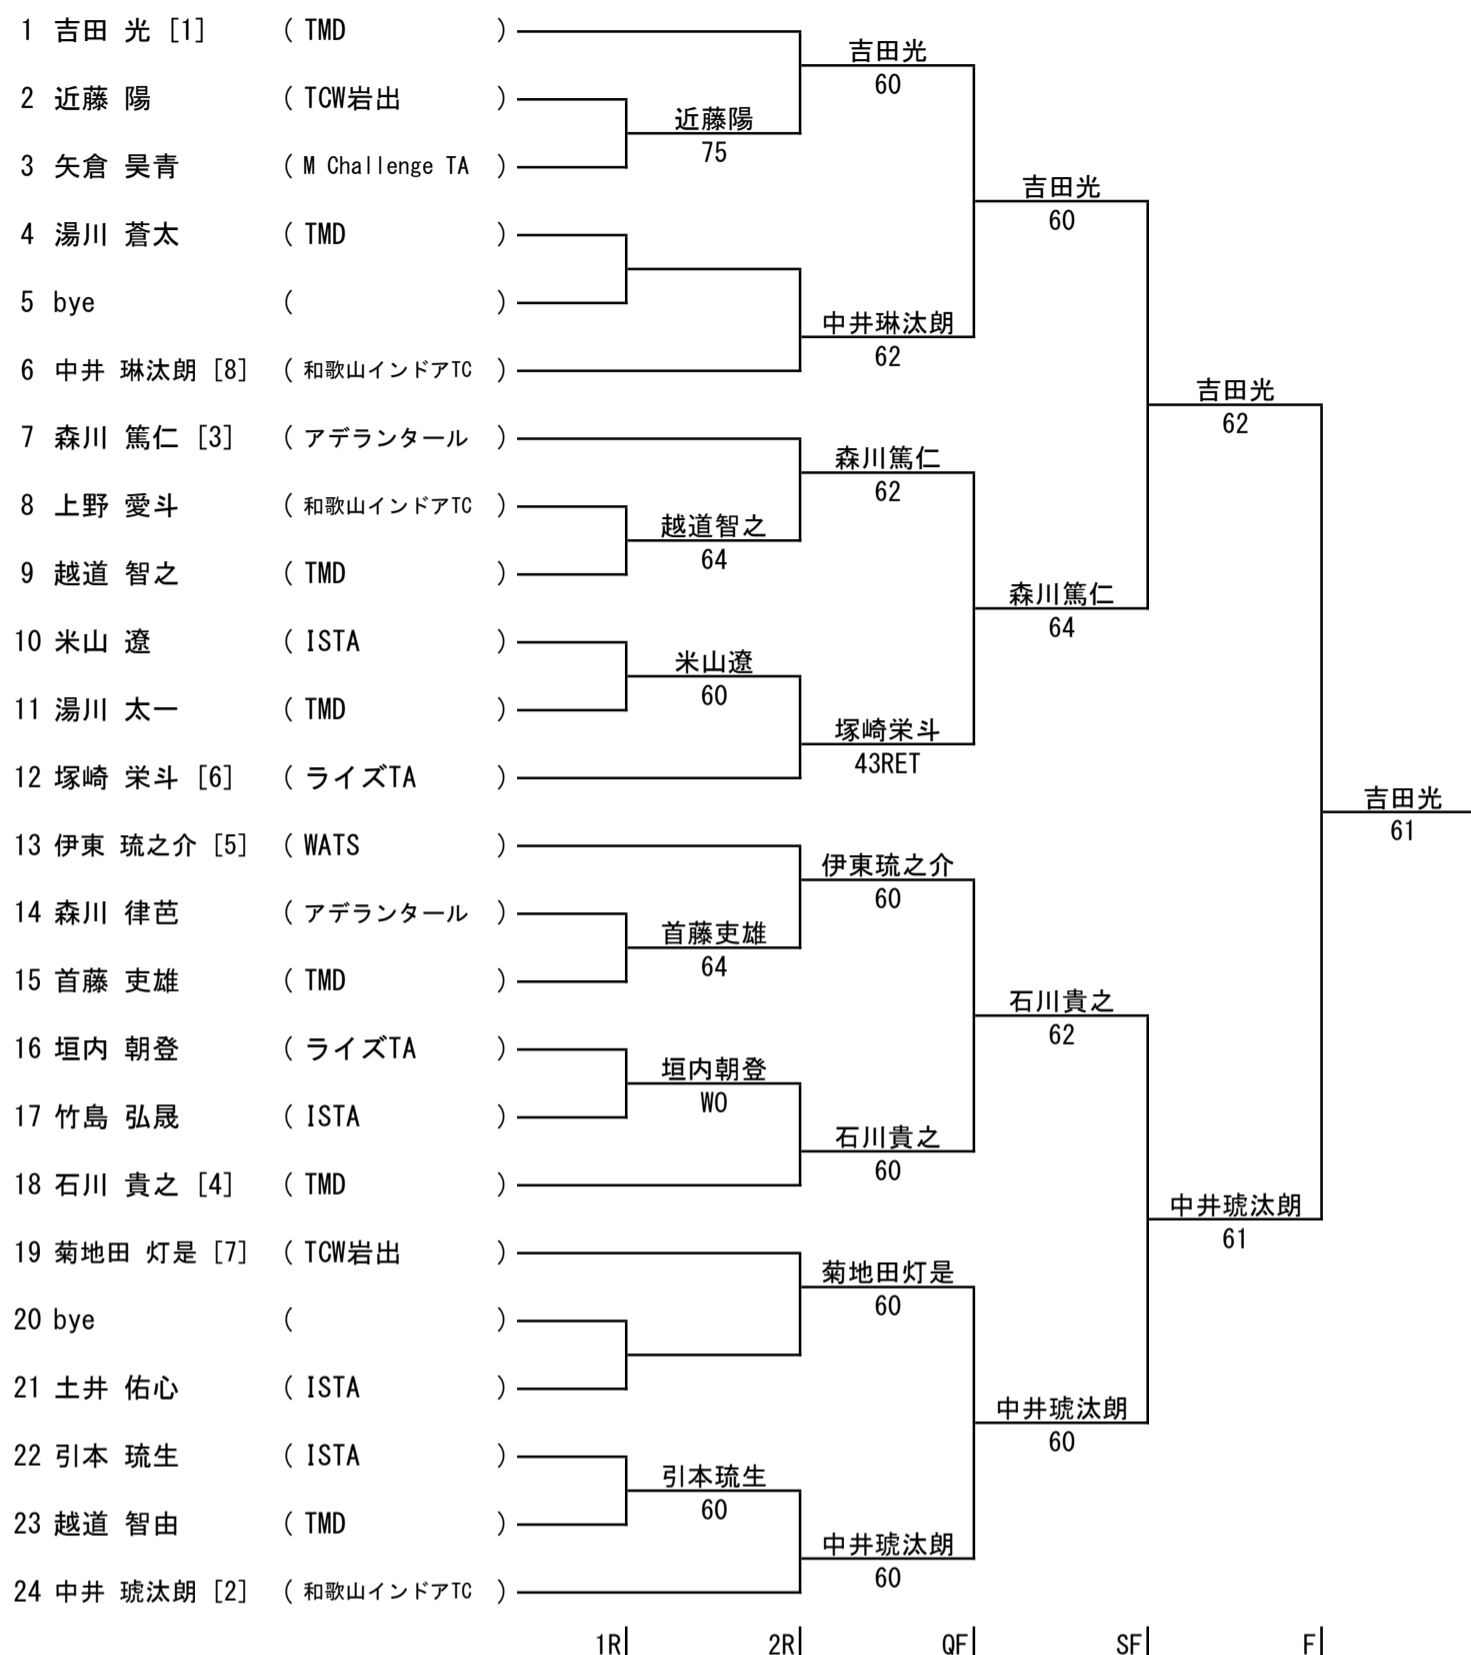 1 吉田 光 [1] ( TMD )
吉田光
60
2 近藤 陽 ( TCW岩出 )
近藤陽
75
3 矢倉 昊青 ( M Challenge TA )
吉田光
60
4 湯川 蒼太 ( TMD )
5 bye ( )
中井琳汰朗
62
6 中井 琳汰朗 [8] ( 和歌山インドアTC )
吉田光
62
7 森川 篤仁 [3] ( アデランタール )
森川篤仁
62
8 上野 愛斗 ( 和歌山インドアTC )
越道智之
64
9 越道 智之 ( TMD )
森川篤仁
64
10 米山 遼 ( ISTA )
米山遼
60
11 湯川 太一 ( TMD )
塚崎栄斗
43RET
12 塚崎 栄斗 [6] ( ライズTA )
吉田光
61
13 伊東 琉之介 [5] ( WATS )
伊東琉之介
60
14 森川 律芭 ( アデランタール )
首藤吏雄
64
15 首藤 吏雄 ( TMD )
石川貴之
62
16 垣内 朝登 ( ライズTA )
垣内朝登
WO
17 竹島 弘晟 ( ISTA )
石川貴之
60
18 石川 貴之 [4] ( TMD )
中井琥汰朗
61
19 菊地田 灯是 [7] ( TCW岩出 )
菊地田灯是
60
20 bye ( )
21 土井 佑心 ( ISTA )
中井琥汰朗
60
22 引本 琉生 ( ISTA )
引本琉生
60
23 越道 智由 ( TMD )
中井琥汰朗
60
24 中井 琥汰朗 [2] ( 和歌山インドアTC )
1R 2R QF SF F